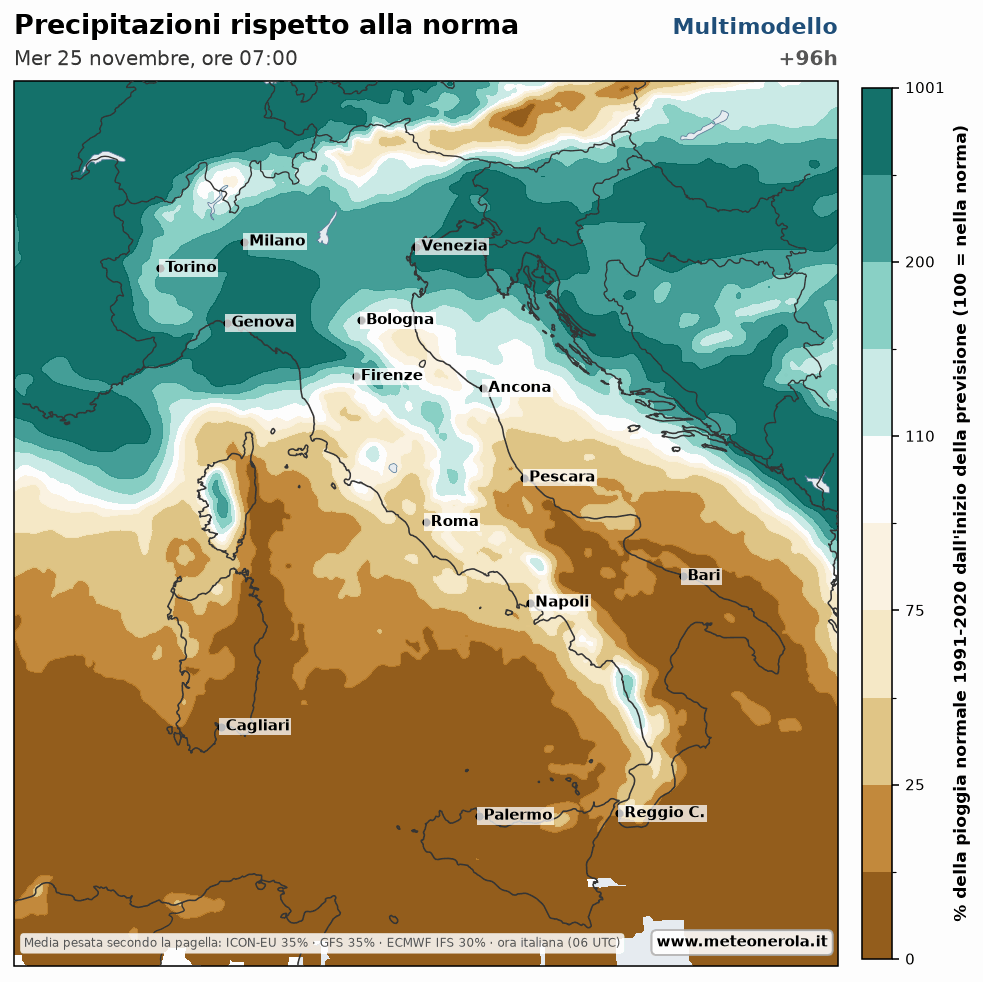 Precipitazioni rispetto alla norma
Multimodello
Mer 25 novembre, ore 07:00
+96h
1001
200
110
75
25
0
% della pioggia normale 1991-2020 dall'inizio della previsione (100 = nella norma)
Milano
Venezia
Torino
Genova
Bologna
Firenze
Ancona
Pescara
Roma
Bari
Napoli
Cagliari
Palermo
Reggio C.
Media pesata secondo la pagella: ICON-EU 35% · GFS 35% · ECMWF IFS 30% · ora italiana (06 UTC)
www.meteonerola.it